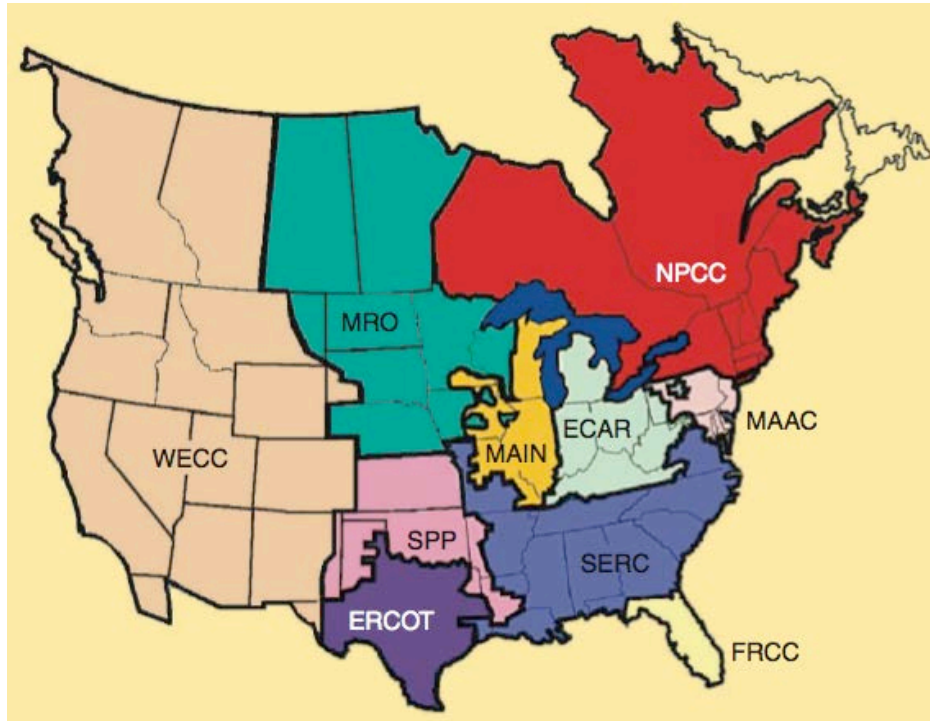 NPCC
MRO
MAAC
ECAR
MAIN
WECC
SPP
SERC
ERCOT
FRCC